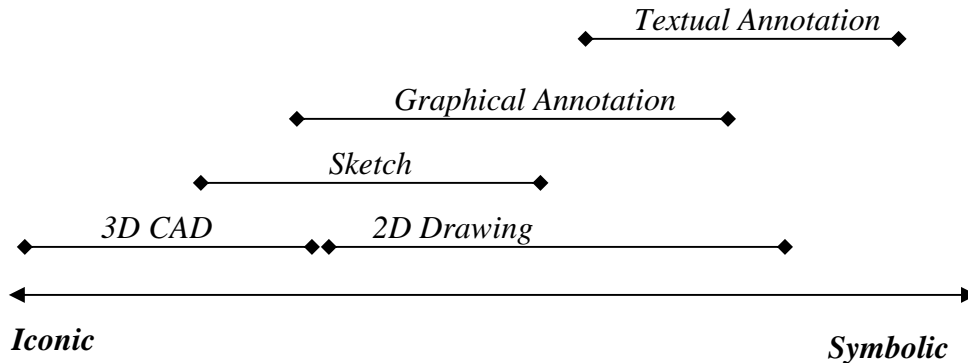 Textual Annotation
Graphical Annotation
Sketch
3D CAD 2D Drawing
Iconic
Symbolic